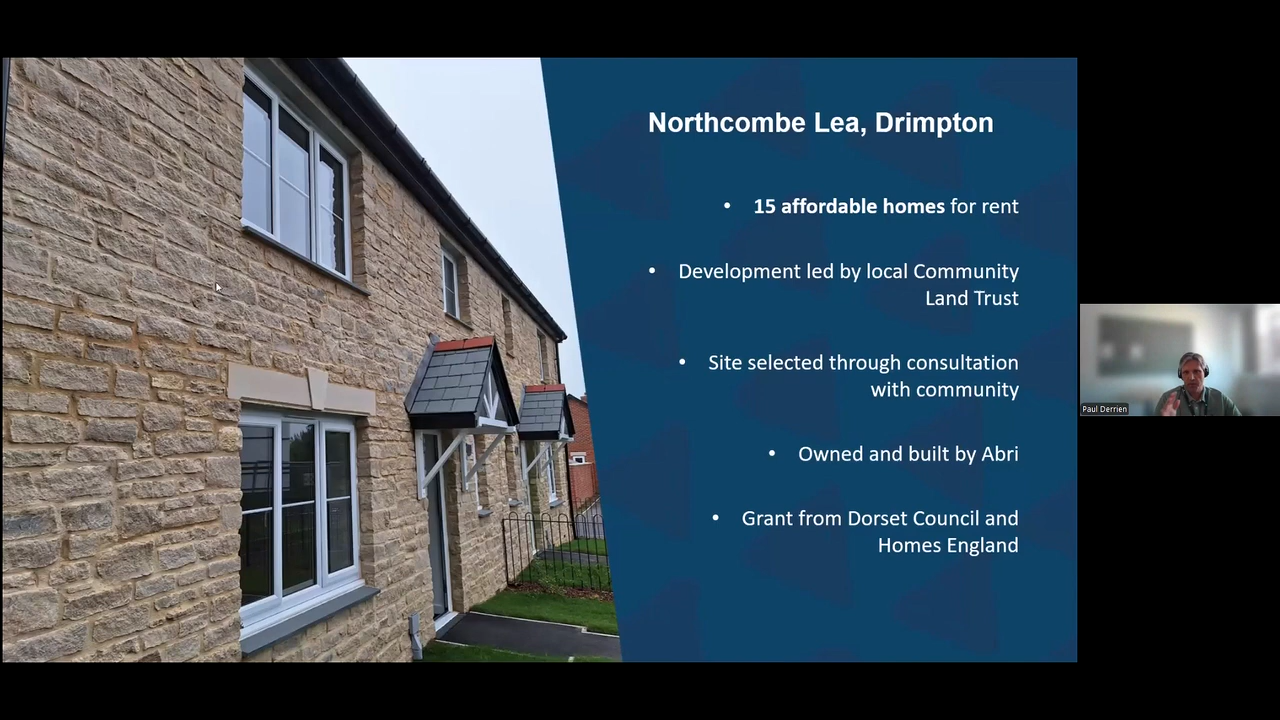 Northcombe Lea, Drimpton
• 15 affordable homes for rent
• Development led by local Community
Land Trust
• Site selected through consultation
with community
• Owned and built by Abri
• Grant from Dorset Council and
Homes England
Paul Derrien